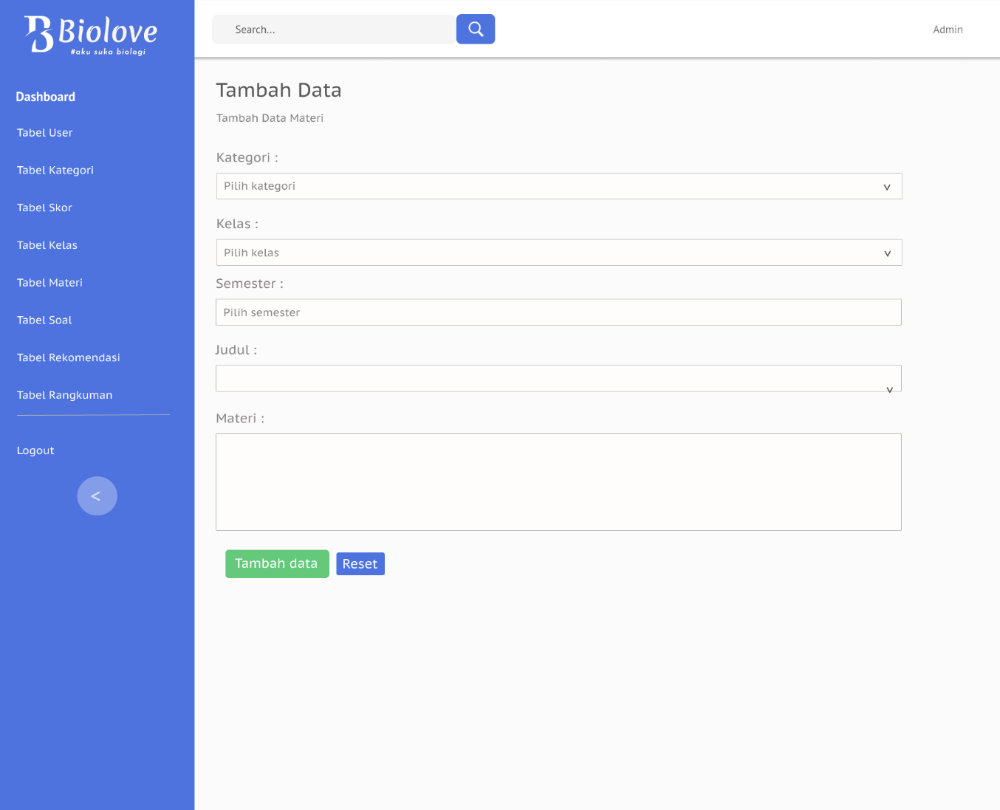 Biolove
#aku suka biologi
Dashboard
Tabel User
Tabel Kategori
Tabel Skor
Tabel Kelas
Tabel Materi
Tabel Soal
Tabel Rekomendasi
Tabel Rangkuman
Logout
<
Search...
Admin
Tambah Data
Tambah Data Materi
Kategori :
Pilih kategori
Kelas :
Pilih kelas
Semester :
Pilih semester
Judul :
Materi :
Tambah data
Reset